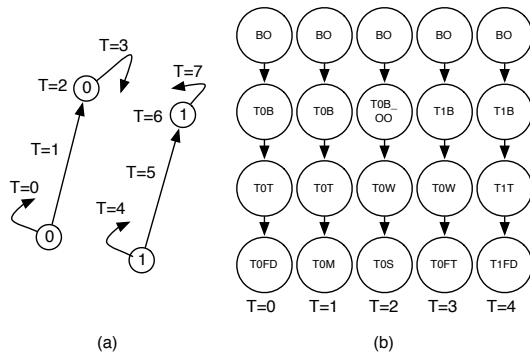 T=3
T=2
0
T=1
T=0
0
T=7
T=6
1
T=5
T=4
1
(a)
BO BO BO BO BO
T0B T0B T0B_ T1B T1B
OO
T0T T0T T0W T0W T1T
T0FD T0M T0S T0FT T1FD
T=0 T=1 T=2 T=3 T=4
(b)